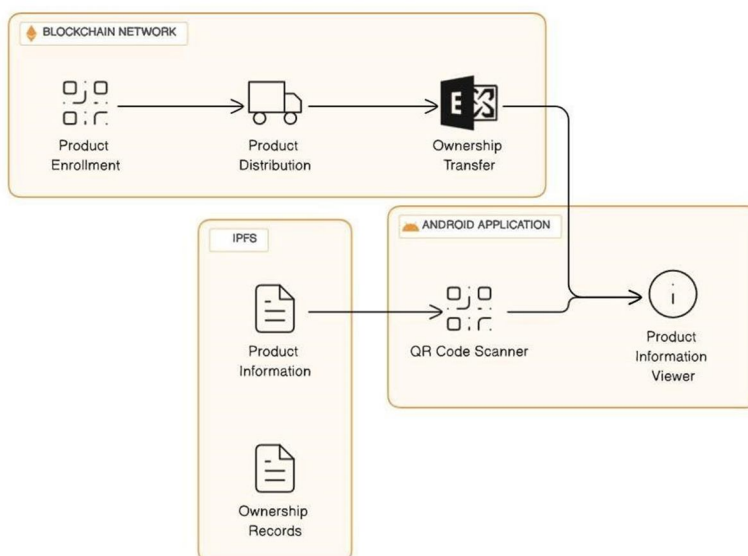 BLOCKCHAIN NETWORK
Product
Enrollment
Product
Distribution
E
Ownership
Transfer
IPFS
Product
Information
Ownership
Records
ANDROID APPLICATION
QR Code Scanner
i
Product
Information
Viewer